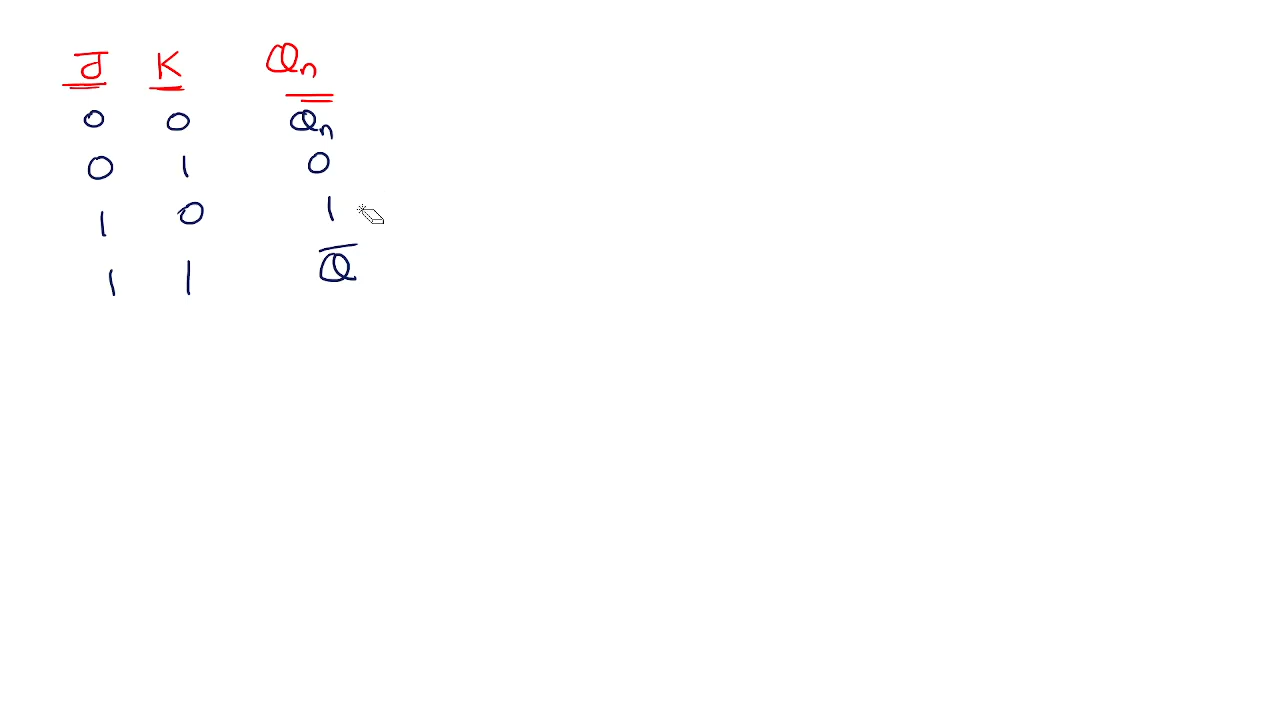 J K Qn
0 0 Qn
0 1 0
1 0 1
1 1 Q̅